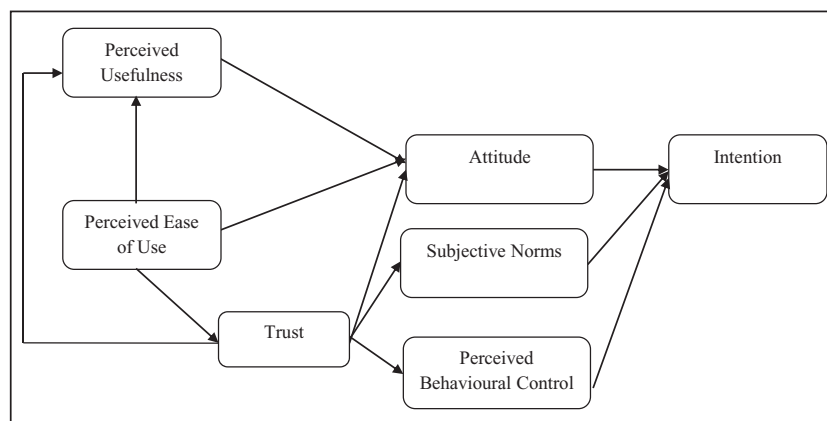 Perceived
Usefulness
Attitude
Intention
Perceived Ease
of Use
Subjective Norms
Trust
Perceived
Behavioural Control